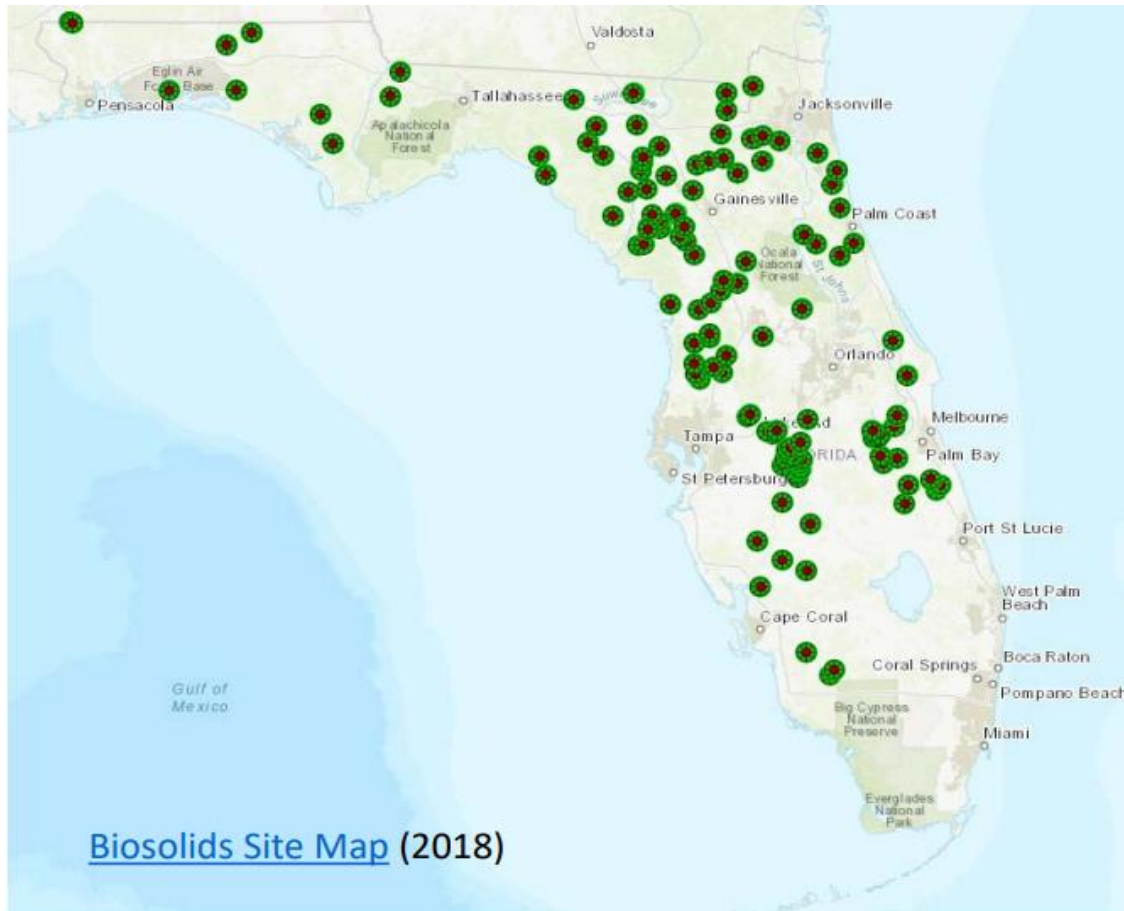 Valdosta
Eglin Air
Force Base
Pensacola
Tallahassee
Jacksonville
Apalachicola
National
Forest
Gainesville
Palm Coast
Ocala
National
Forest
St Johns
Orlando
Melbourne
Tampa
Palm Bay
St Petersburg
Port St Lucie
West Palm
Beach
Cape Coral
Boca Raton
Coral Springs
Pompano Beach
Gulf of
Mexico
Big Cypress
National
Preserve
Miami
Everglades
National
Park
Biosolids Site Map (2018)